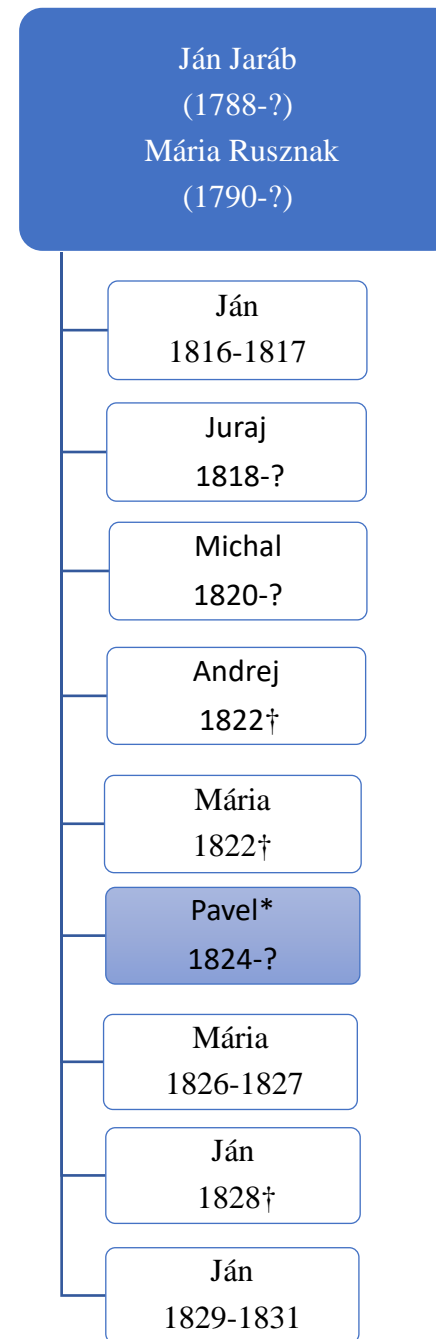 Ján Jaráb
(1788-?)
Mária Rusznak
(1790-?)
Ján
1816-1817
Juraj
1818-?
Michal
1820-?
Andrej
1822†
Mária
1822†
Pavel*
1824-?
Mária
1826-1827
Ján
1828†
Ján
1829-1831